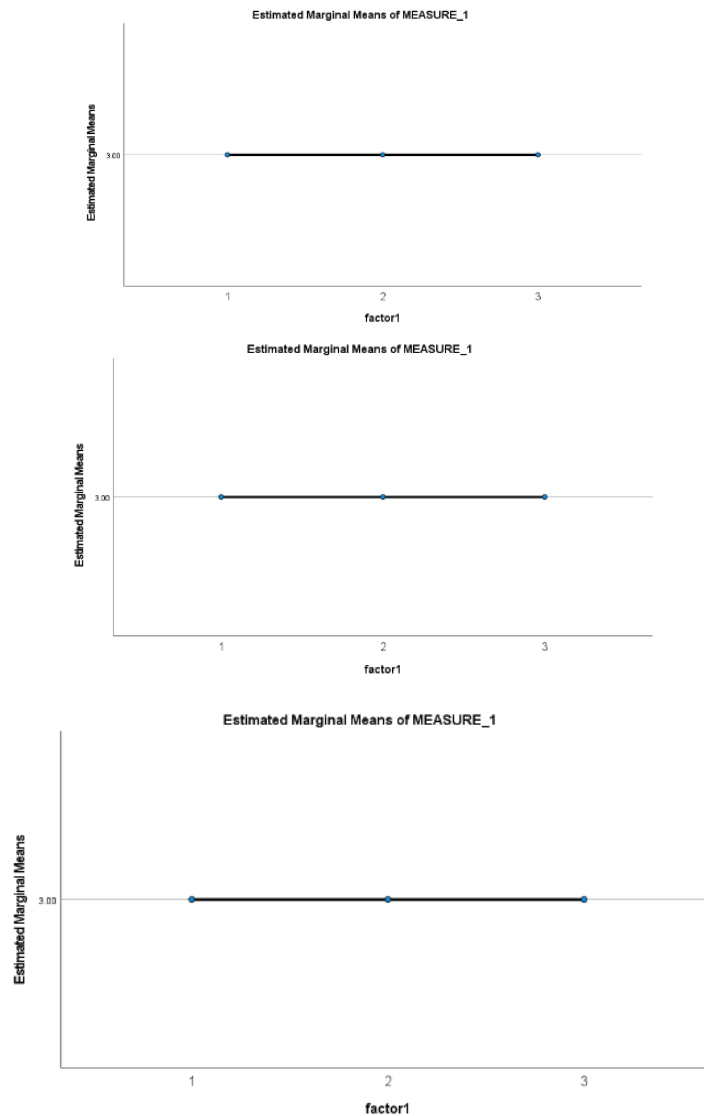 Estimated Marginal Means of MEASURE_1
Estimated Marginal Means
3.00
1 2 3
factor1
Estimated Marginal Means of MEASURE_1
Estimated Marginal Means
3.00
1 2 3
factor1
Estimated Marginal Means of MEASURE_1
Estimated Marginal Means
3.00
1 2 3
factor1